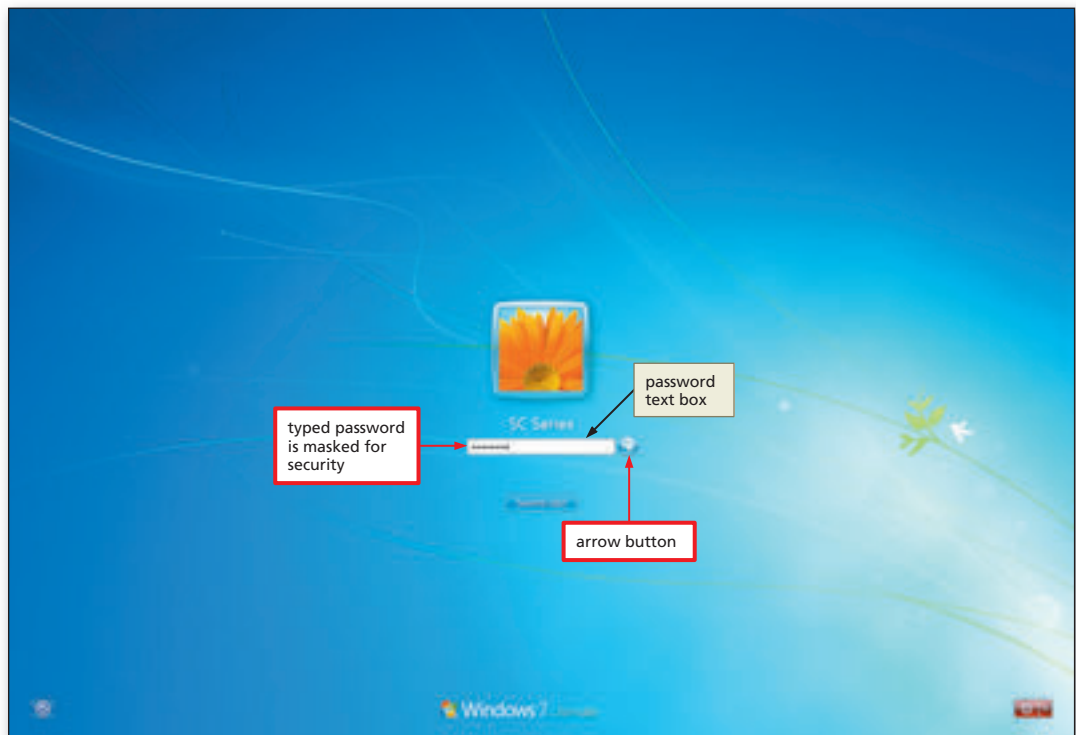 password
text box
typed password
is masked for
security
SC Series
arrow button
Windows 7